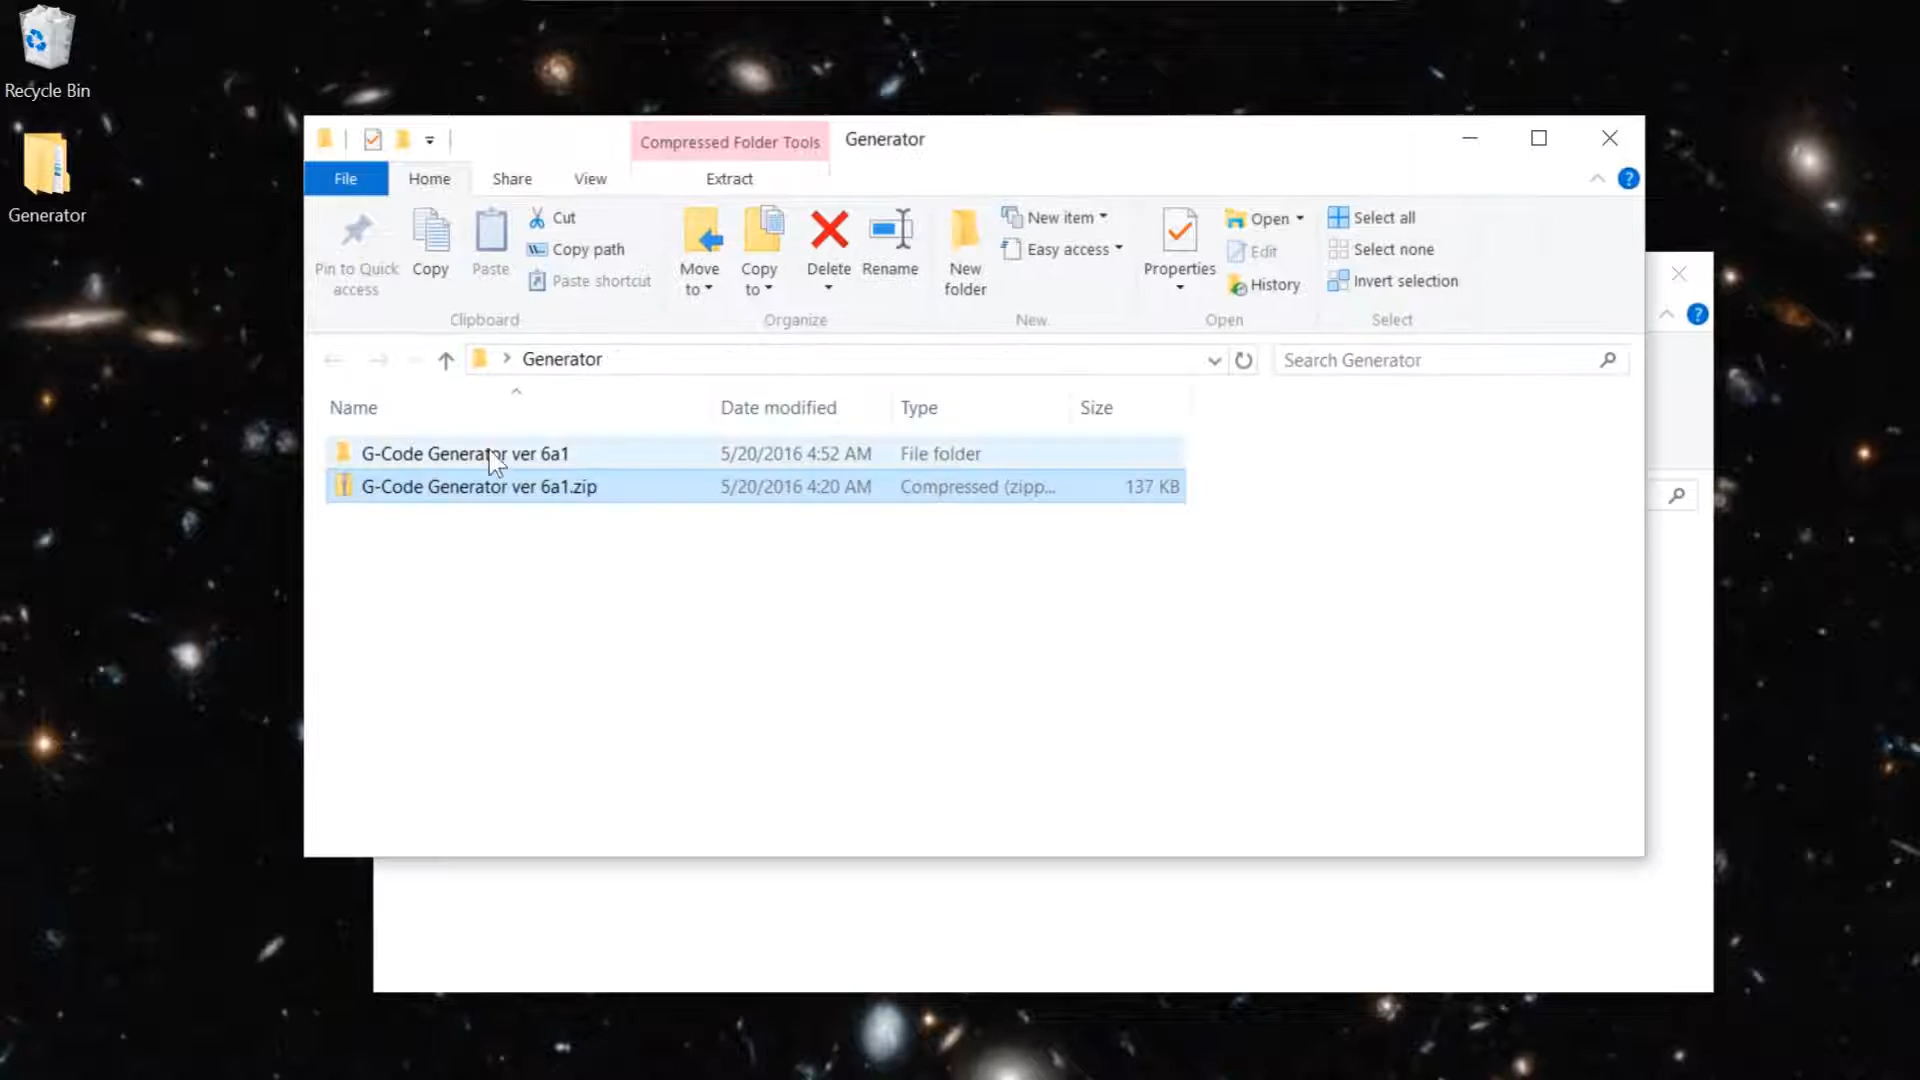 Recycle Bin
Generator
Compressed Folder Tools
Generator
File
Home
Share
View
Extract
Pin to Quick
access
Copy
Paste
Cut
Copy path
Paste shortcut
Clipboard
Move
to
Copy
to
Delete
Rename
Organize
New
folder
New item
Easy access
New
Properties
Open
Edit
History
Open
Select all
Select none
Invert selection
Select
Generator
Search Generator
Name
Date modified
Type
Size
G-Code Generator ver 6a1
5/20/2016 4:52 AM
File folder
G-Code Generator ver 6a1.zip
5/20/2016 4:20 AM
Compressed (zipp...
137 KB